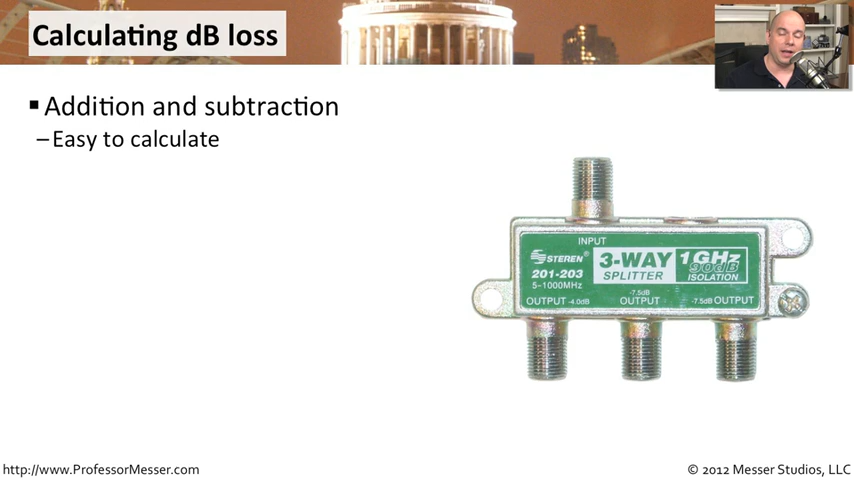 Calculating dB loss
▪ Addition and subtraction
–Easy to calculate
INPUT
STEREN®
201-203
5-1000MHz
3-WAY
SPLITTER
1GHz
90dB
ISOLATION
OUTPUT -4.0dB
-7.5dB
OUTPUT
-7.5dB OUTPUT
http://www.ProfessorMesser.com
© 2012 Messer Studios, LLC